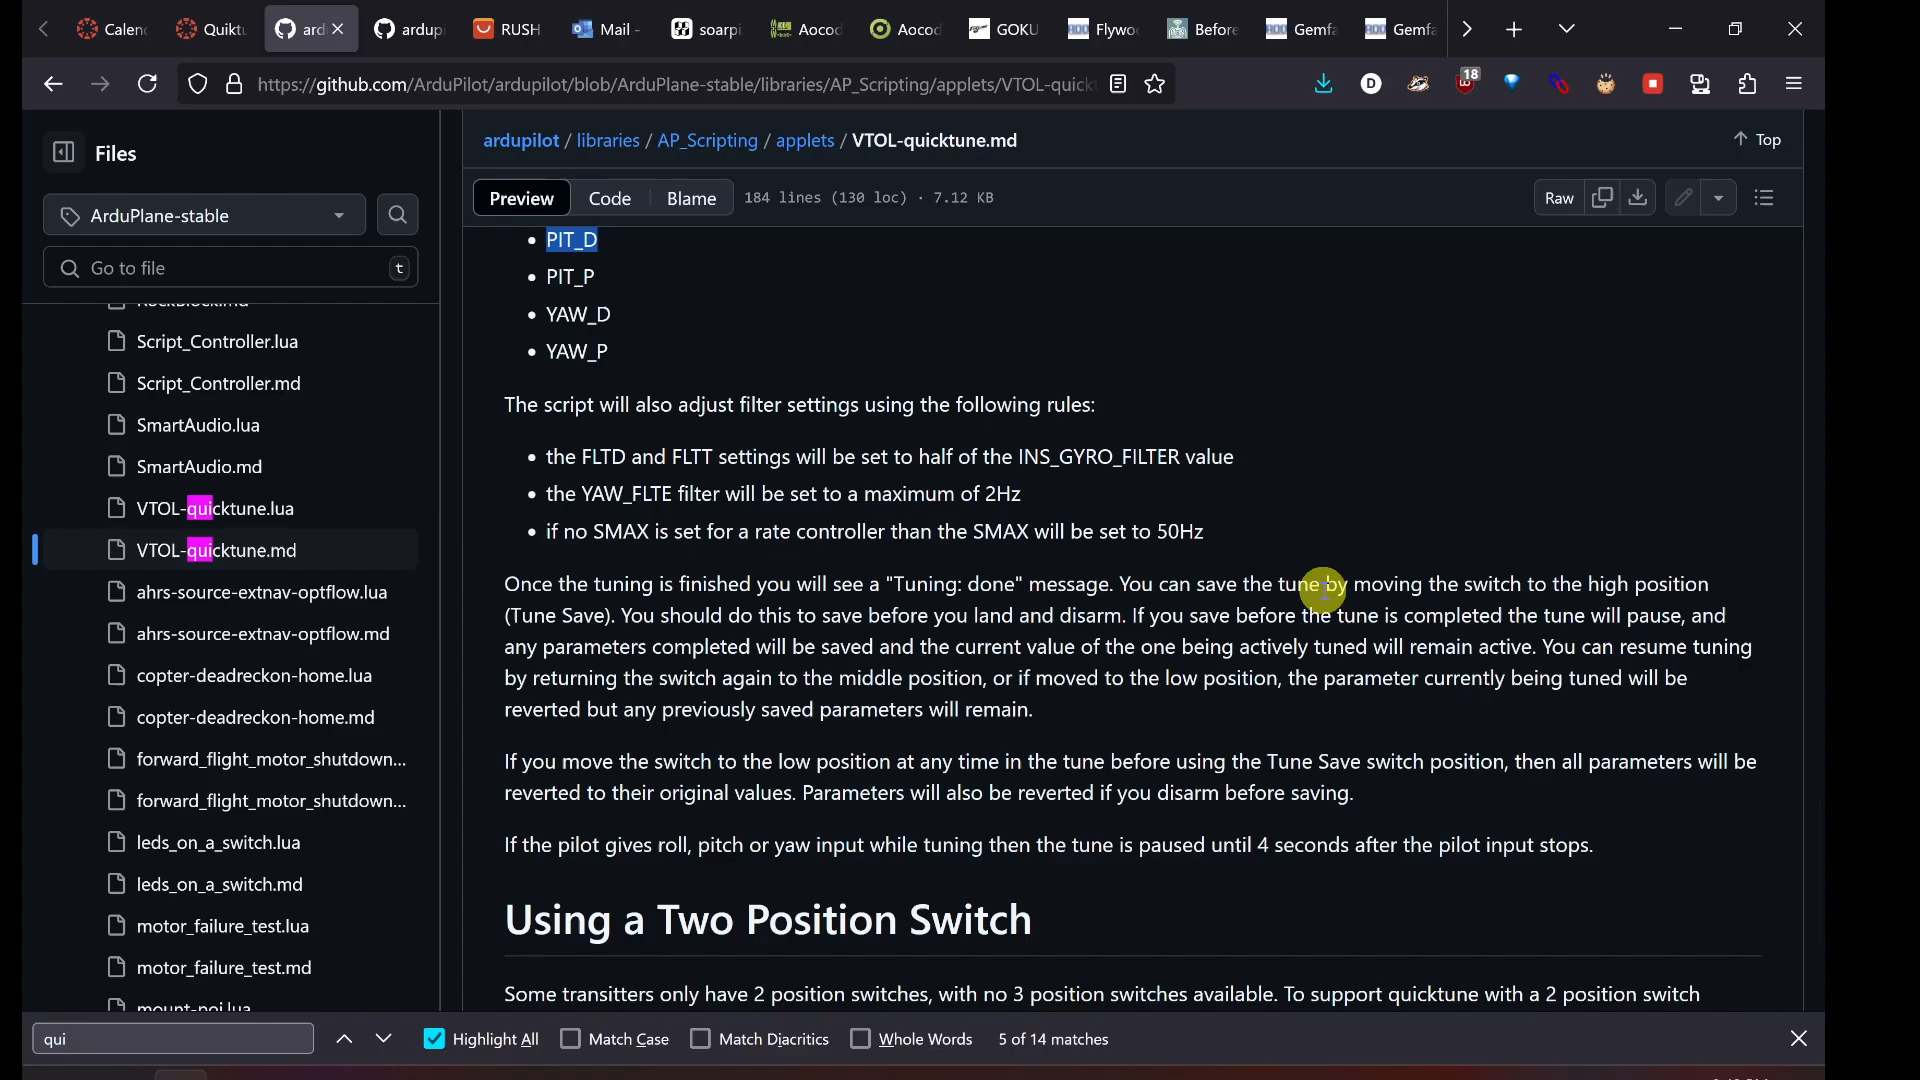 Calen
Quiktu
ard
ardupi
RUSH
Mail -
soarpi
Aocod
Aocod
GOKU
Flywo
Before
Gemfa
Gemfa
https://github.com/ArduPilot/ardupilot/blob/ArduPlane-stable/libraries/AP_Scripting/applets/VTOL-quickt
18
Files
ardupilot / libraries / AP_Scripting / applets / VTOL-quicktune.md
Top
ArduPlane-stable
Preview
Code
Blame
184 lines (130 loc) · 7.12 KB
Raw
Go to file
t
Script_Controller.lua
Script_Controller.md
SmartAudio.lua
SmartAudio.md
VTOL-quicktune.lua
VTOL-quicktune.md
ahrs-source-extnav-optflow.lua
ahrs-source-extnav-optflow.md
copter-deadreckon-home.lua
copter-deadreckon-home.md
forward_flight_motor_shutdown...
forward_flight_motor_shutdown...
leds_on_a_switch.lua
leds_on_a_switch.md
motor_failure_test.lua
motor_failure_test.md
mount-poi.lua
• PIT_D
• PIT_P
• YAW_D
• YAW_P
The script will also adjust filter settings using the following rules:
• the FLTD and FLTT settings will be set to half of the INS_GYRO_FILTER value
• the YAW_FLTE filter will be set to a maximum of 2Hz
• if no SMAX is set for a rate controller than the SMAX will be set to 50Hz
Once the tuning is finished you will see a "Tuning: done" message. You can save the tune by moving the switch to the high position
(Tune Save). You should do this to save before you land and disarm. If you save before the tune is completed the tune will pause, and
any parameters completed will be saved and the current value of the one being actively tuned will remain active. You can resume tuning
by returning the switch again to the middle position, or if moved to the low position, the parameter currently being tuned will be
reverted but any previously saved parameters will remain.
If you move the switch to the low position at any time in the tune before using the Tune Save switch position, then all parameters will be
reverted to their original values. Parameters will also be reverted if you disarm before saving.
If the pilot gives roll, pitch or yaw input while tuning then the tune is paused until 4 seconds after the pilot input stops.
Using a Two Position Switch
Some transitters only have 2 position switches, with no 3 position switches available. To support quicktune with a 2 position switch
qui
Highlight All
Match Case
Match Diacritics
Whole Words
5 of 14 matches